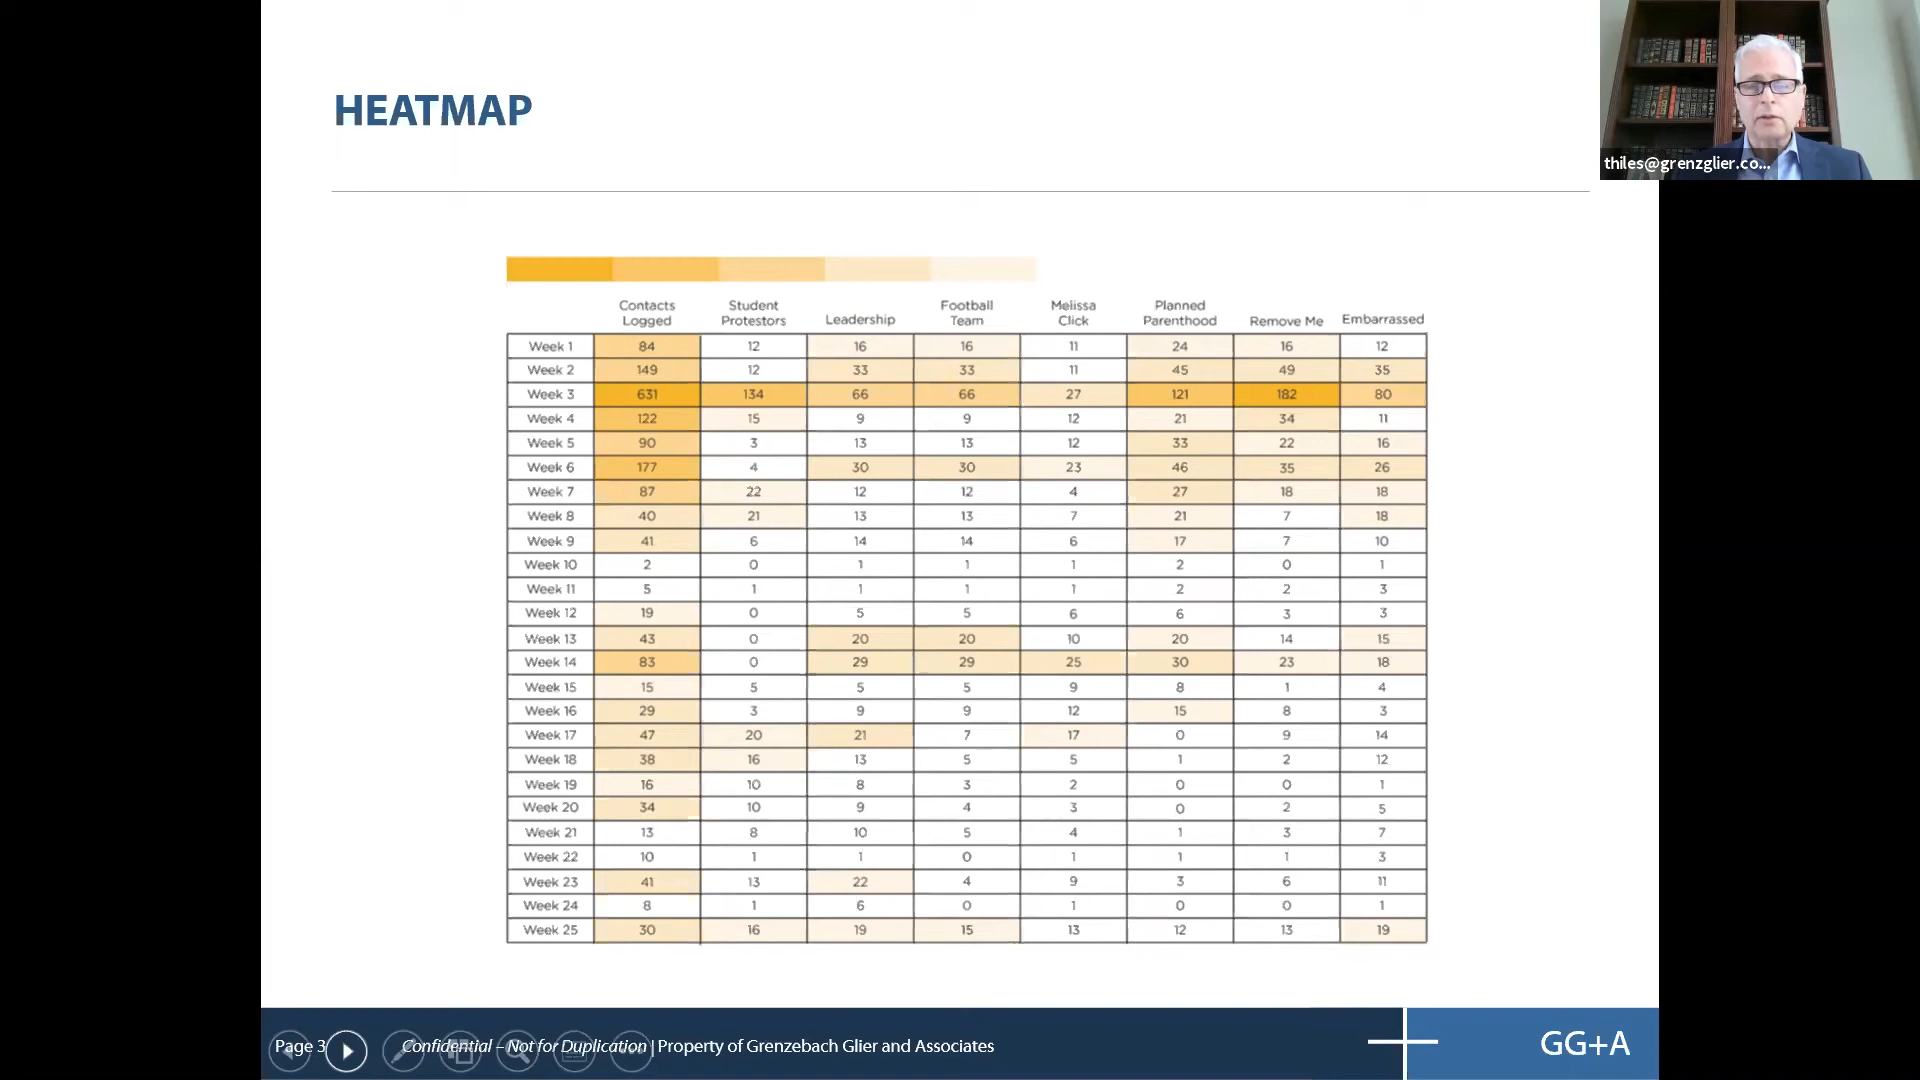 HEATMAP
thiles@grenzglier.co...
Contacts Logged Student Protestors Leadership Football Team Melissa Click Planned Parenthood Remove Me Embarrassed
Week 1 84 12 16 16 11 24 16 12
Week 2 149 12 33 33 11 45 49 35
Week 3 631 134 66 66 27 121 182 80
Week 4 122 15 9 9 12 21 34 11
Week 5 90 3 13 13 12 33 22 16
Week 6 177 4 30 30 23 46 35 26
Week 7 87 22 12 12 4 27 18 18
Week 8 40 21 13 13 7 21 7 18
Week 9 41 6 14 14 6 17 7 10
Week 10 2 0 1 1 1 2 0 1
Week 11 5 1 1 1 1 2 2 3
Week 12 19 0 5 5 6 6 3 3
Week 13 43 0 20 20 10 20 14 15
Week 14 83 0 29 29 25 30 23 18
Week 15 15 5 5 5 9 8 1 4
Week 16 29 3 9 9 12 15 8 3
Week 17 47 20 21 7 17 0 9 14
Week 18 38 16 13 5 5 1 2 12
Week 19 16 10 8 3 2 0 0 1
Week 20 34 10 9 4 3 0 2 5
Week 21 13 8 10 5 4 1 3 7
Week 22 10 1 1 0 1 1 1 3
Week 23 41 13 22 4 9 3 6 11
Week 24 8 1 6 0 1 0 0 1
Week 25 30 16 19 15 13 12 13 19
Page 3 Confidential – Not for Duplication | Property of Grenzebach Glier and Associates
GG+A